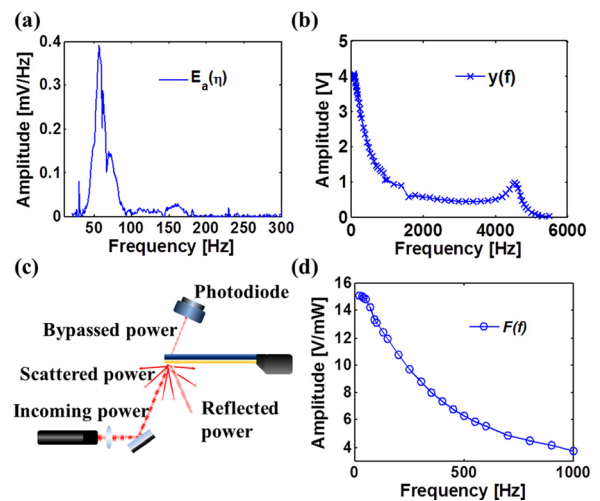 (a)
0.4
0.3
0.2
0.1
0
Amplitude [mV/Hz]
E_a(η)
50 100 150 200 250 300
Frequency [Hz]
(b)
5
4
3
2
1
0
Amplitude [V]
y(f)
0 2000 4000 6000
Frequency [Hz]
(c)
Photodiode
Bypassed power
Scattered power
Incoming power
Reflected
power
(d)
16
14
12
10
8
6
4
Amplitude [V/mW]
F(f)
0 500 1000
Frequency [Hz]